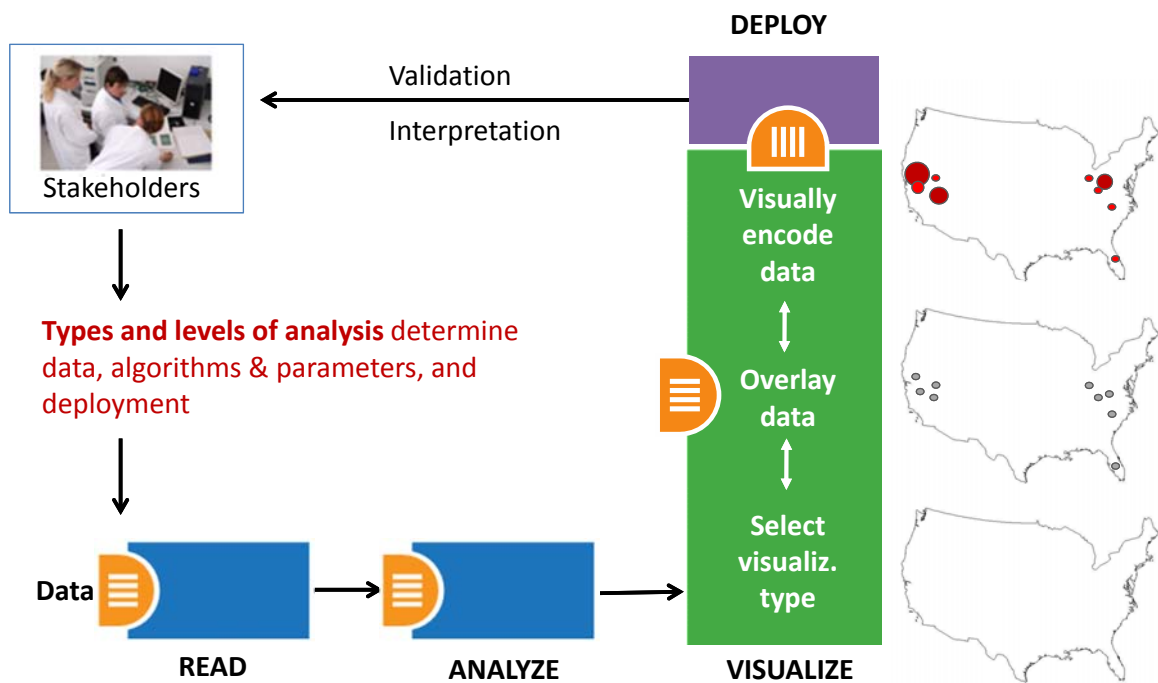 DEPLOY
Validation
Interpretation
Stakeholders
Types and levels of analysis determine
data, algorithms & parameters, and
deployment
Visually
encode
data
Overlay
data
Select
visualiz.
type
Data
READ
ANALYZE
VISUALIZE